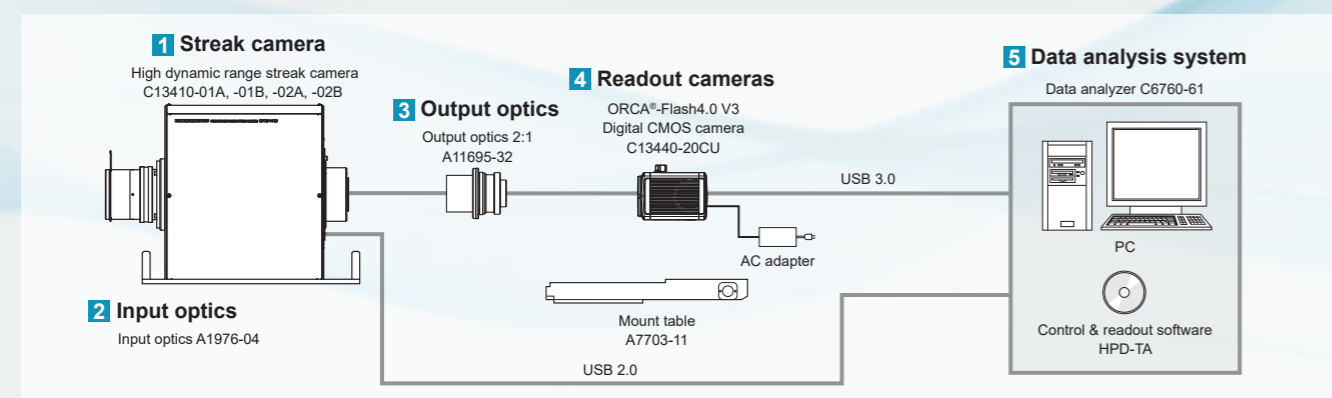 1 Streak camera
High dynamic range streak camera
C13410-01A, -01B, -02A, -02B
2 Input optics
Input optics A1976-04
3 Output optics
Output optics 2:1
A11695-32
4 Readout cameras
ORCA®-Flash4.0 V3
Digital CMOS camera
C13440-20CU
AC adapter
Mount table
A7703-11
USB 3.0
USB 2.0
5 Data analysis system
Data analyzer C6760-61
PC
Control & readout software
HPD-TA